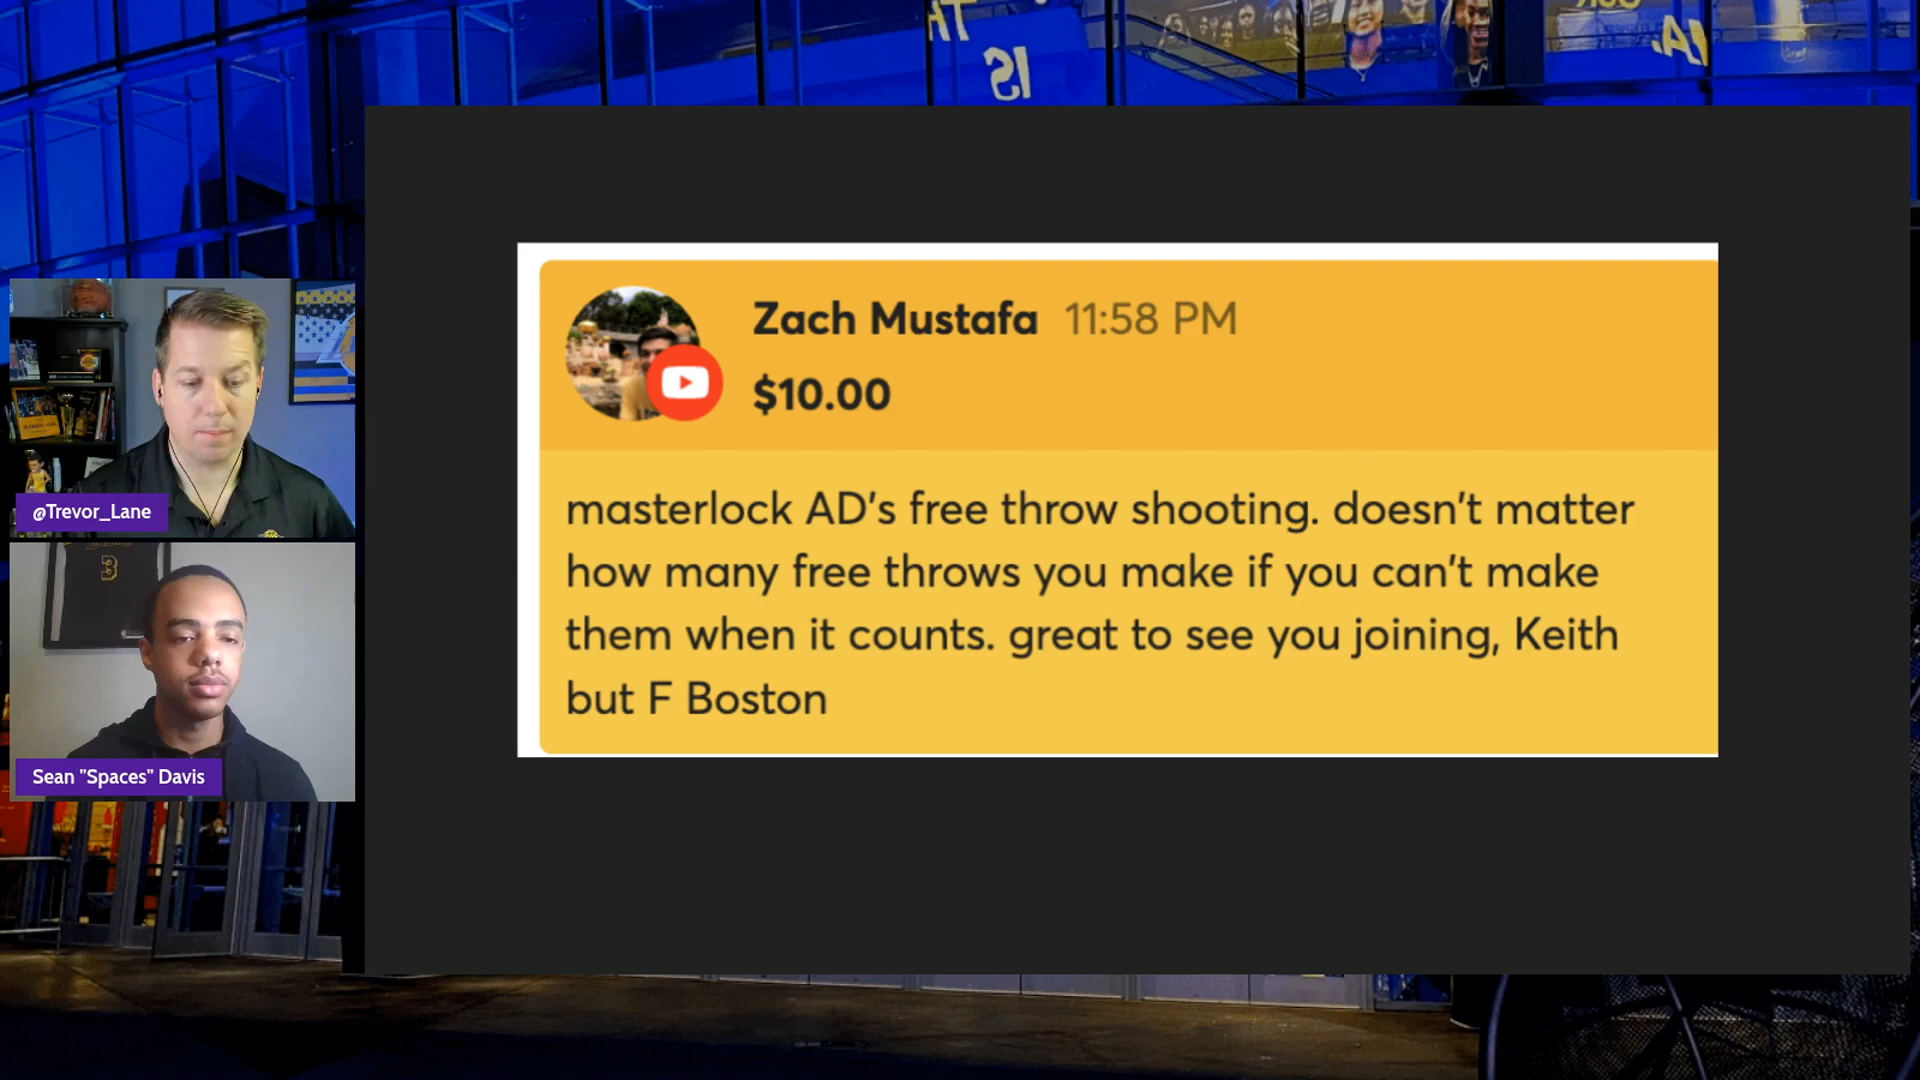 IS
Zach Mustafa 11:58 PM
$10.00
masterlock AD's free throw shooting. doesn't matter
how many free throws you make if you can't make
them when it counts. great to see you joining, Keith
but F Boston
@Trevor_Lane
3
Sean "Spaces" Davis